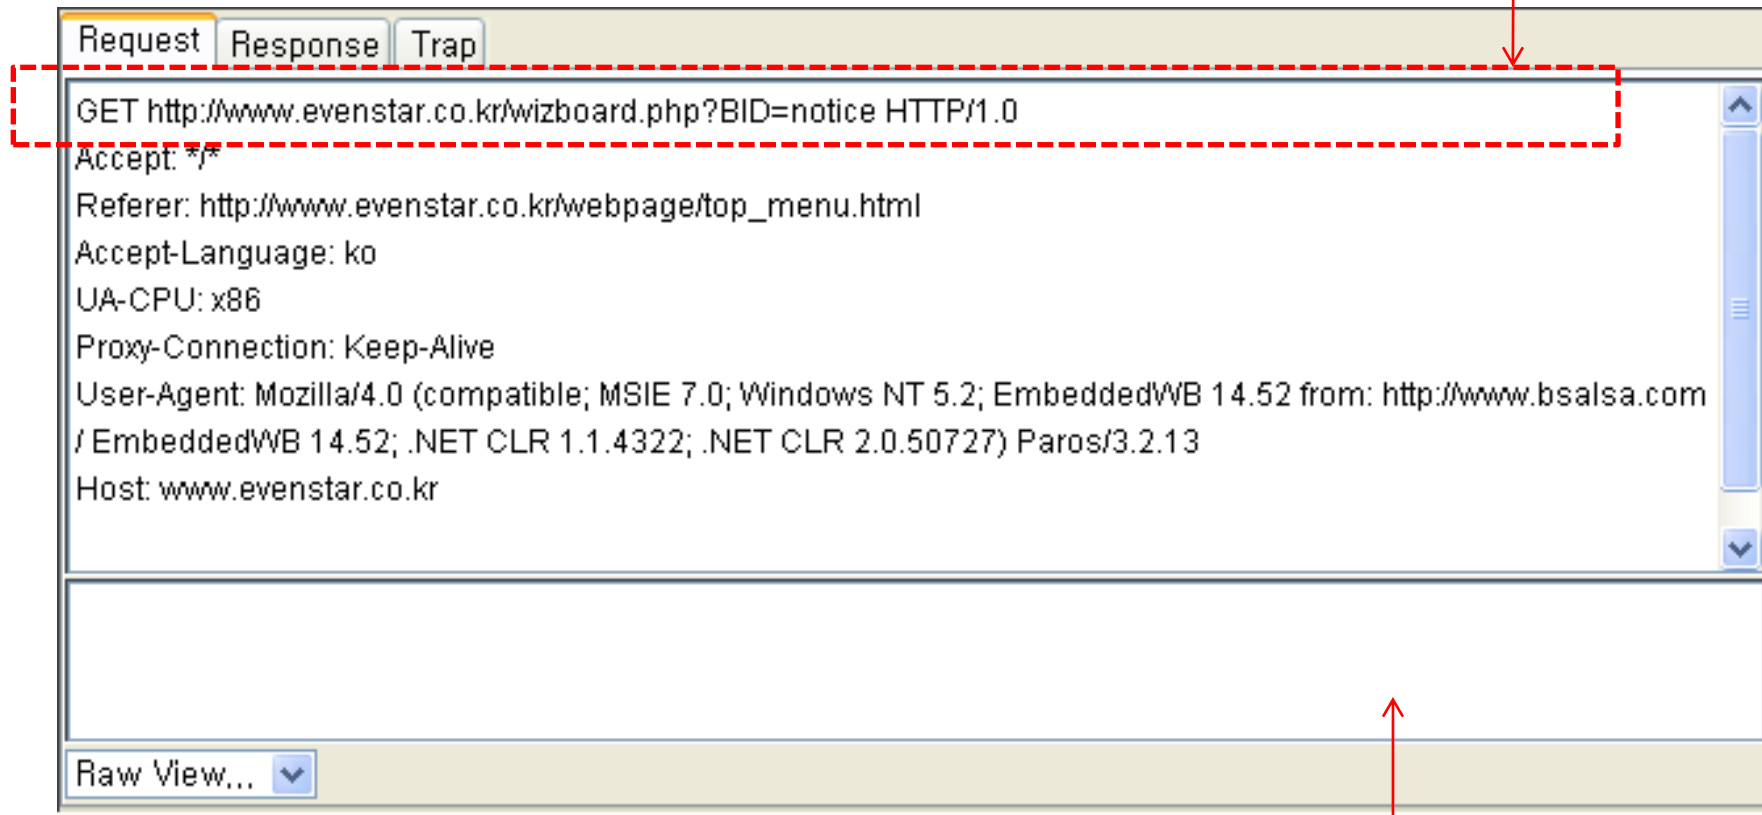 Request Response Trap
GET http://www.evenstar.co.kr/wizboard.php?BID=notice HTTP/1.0
Accept: */*
Referer: http://www.evenstar.co.kr/webpage/top_menu.html
Accept-Language: ko
UA-CPU: x86
Proxy-Connection: Keep-Alive
User-Agent: Mozilla/4.0 (compatible; MSIE 7.0; Windows NT 5.2; EmbeddedWB 14.52 from: http://www.bsalsa.com
/ EmbeddedWB 14.52; .NET CLR 1.1.4322; .NET CLR 2.0.50727) Paros/3.2.13
Host: www.evenstar.co.kr
Raw View,,,